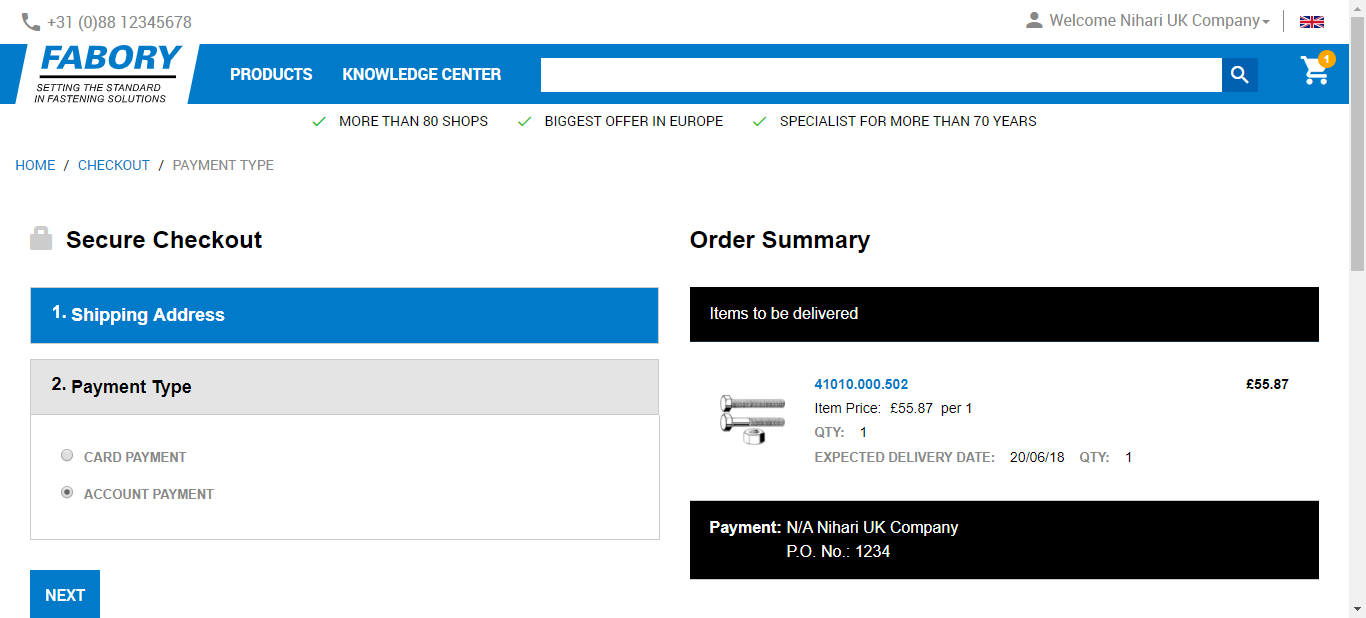 +31 (0)88 12345678
Welcome Nihari UK Company
FABORY
SETTING THE STANDARD
IN FASTENING SOLUTIONS
PRODUCTS
KNOWLEDGE CENTER
1
MORE THAN 80 SHOPS
BIGGEST OFFER IN EUROPE
SPECIALIST FOR MORE THAN 70 YEARS
HOME / CHECKOUT / PAYMENT TYPE
Secure Checkout
1. Shipping Address
2. Payment Type
CARD PAYMENT
ACCOUNT PAYMENT
NEXT
Order Summary
Items to be delivered
41010.000.502 £55.87
Item Price: £55.87 per 1
QTY: 1
EXPECTED DELIVERY DATE: 20/06/18 QTY: 1
Payment: N/A Nihari UK Company
P.O. No.: 1234